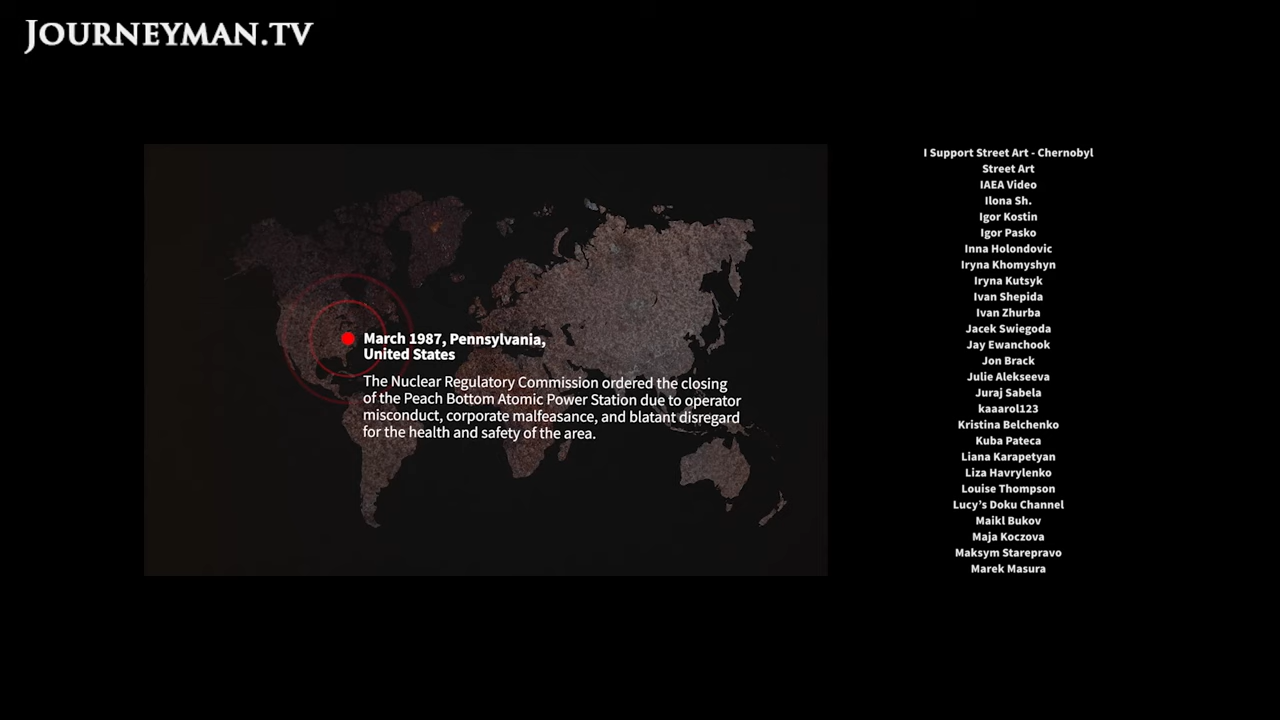 JOURNEYMAN.TV
March 1987, Pennsylvania,
United States
The Nuclear Regulatory Commission ordered the closing
of the Peach Bottom Atomic Power Station due to operator
misconduct, corporate malfeasance, and blatant disregard
for the health and safety of the area.
I Support Street Art - Chernobyl
Street Art
IAEA Video
Ilona Sh.
Igor Kostin
Igor Pasko
Inna Holondovic
Iryna Khomyshyn
Iryna Kutsyk
Ivan Shepida
Ivan Zhurba
Jacek Swiegoda
Jay Ewanchook
Jon Brack
Julie Alekseeva
Juraj Sabela
kaaarol123
Kristina Belchenko
Kuba Pateca
Liana Karapetyan
Liza Havrylenko
Louise Thompson
Lucy's Doku Channel
Maikl Bukov
Maja Koczova
Maksym Starepravo
Marek Masura